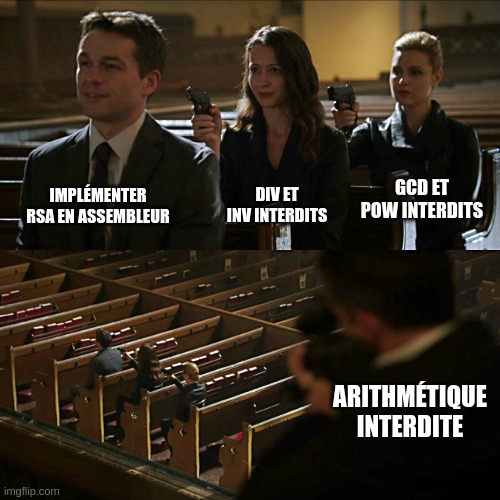 IMPLÉMENTER
RSA EN ASSEMBLEUR
DIV ET
INV INTERDITS
GCD ET
POW INTERDITS
ARITHMÉTIQUE
INTERDITE
imgflip.com